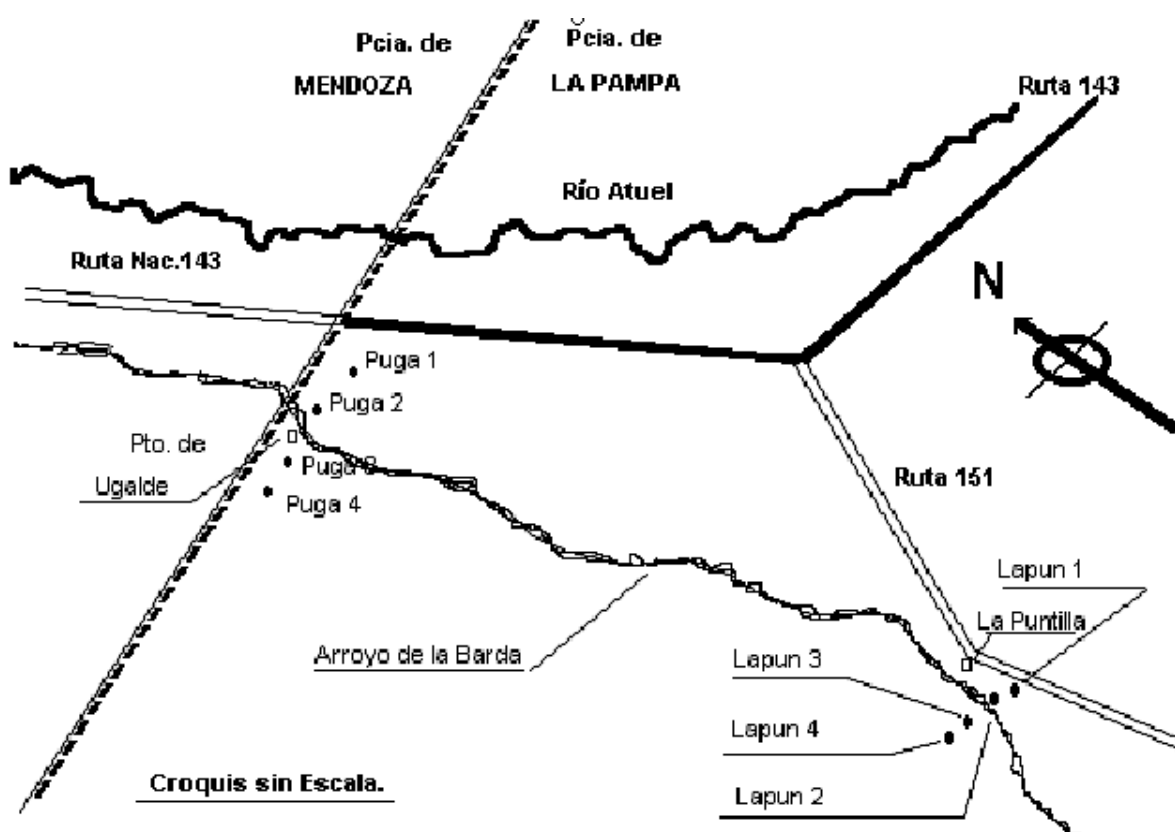 Pcia. de
MENDOZA
Pcia. de
LA PAMPA
Ruta 143
Río Atuel
Ruta Nac.143
N
Puga 1
Puga 2
Pto. de
Ugalde
Puga 3
Puga 4
Ruta 151
Lapun 1
La Puntilla
Arroyo de la Barda
Lapun 3
Lapun 4
Lapun 2
Croquis sin Escala.